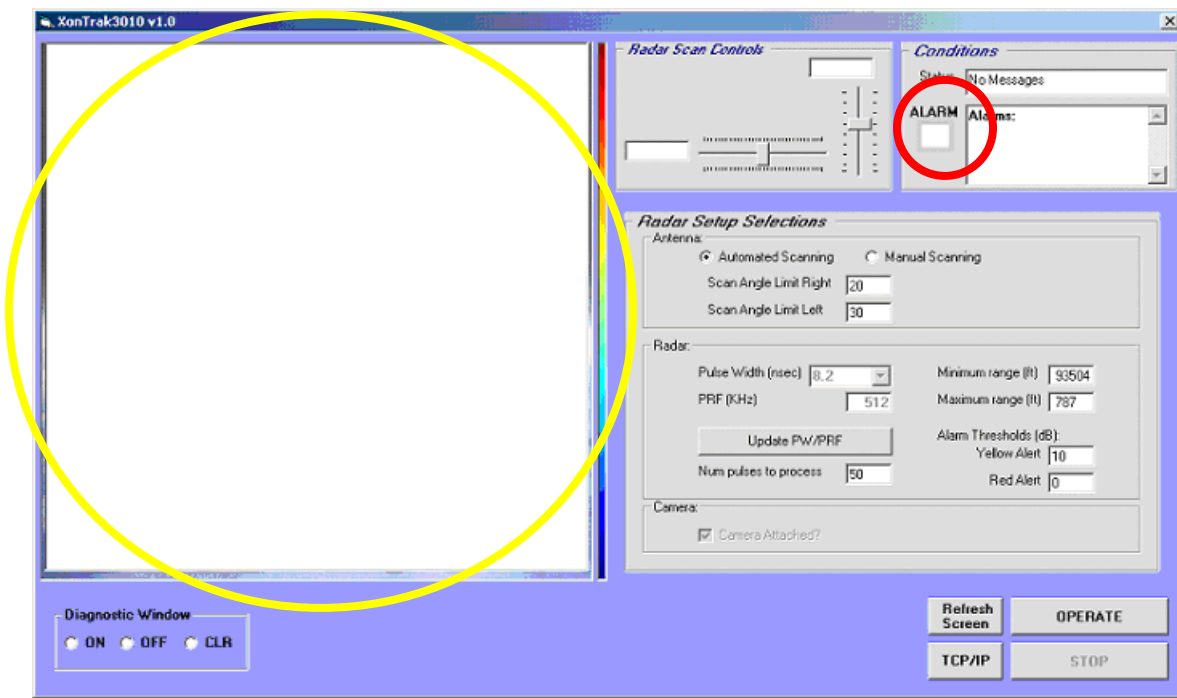 XonTrak3010 v1.0
Radar Scan Controls
Conditions
Status No Messages
ALARM Alarms:
Radar Setup Selections
Antenna:
Automated Scanning Manual Scanning
Scan Angle Limit Right 20
Scan Angle Limit Left 30
Radar:
Pulse Width (nsec) 8.2 Minimum range (ft) 93504
PRF (KHz) 512 Maximum range (ft) 787
Update PW/PRF Alarm Thresholds (dB):
Yellow Alert 10
Num pulses to process 50
Red Alert 0
Camera:
Camera Attached?
Diagnostic Window
ON OFF CLR
Refresh
Screen
OPERATE
TCP/IP STOP